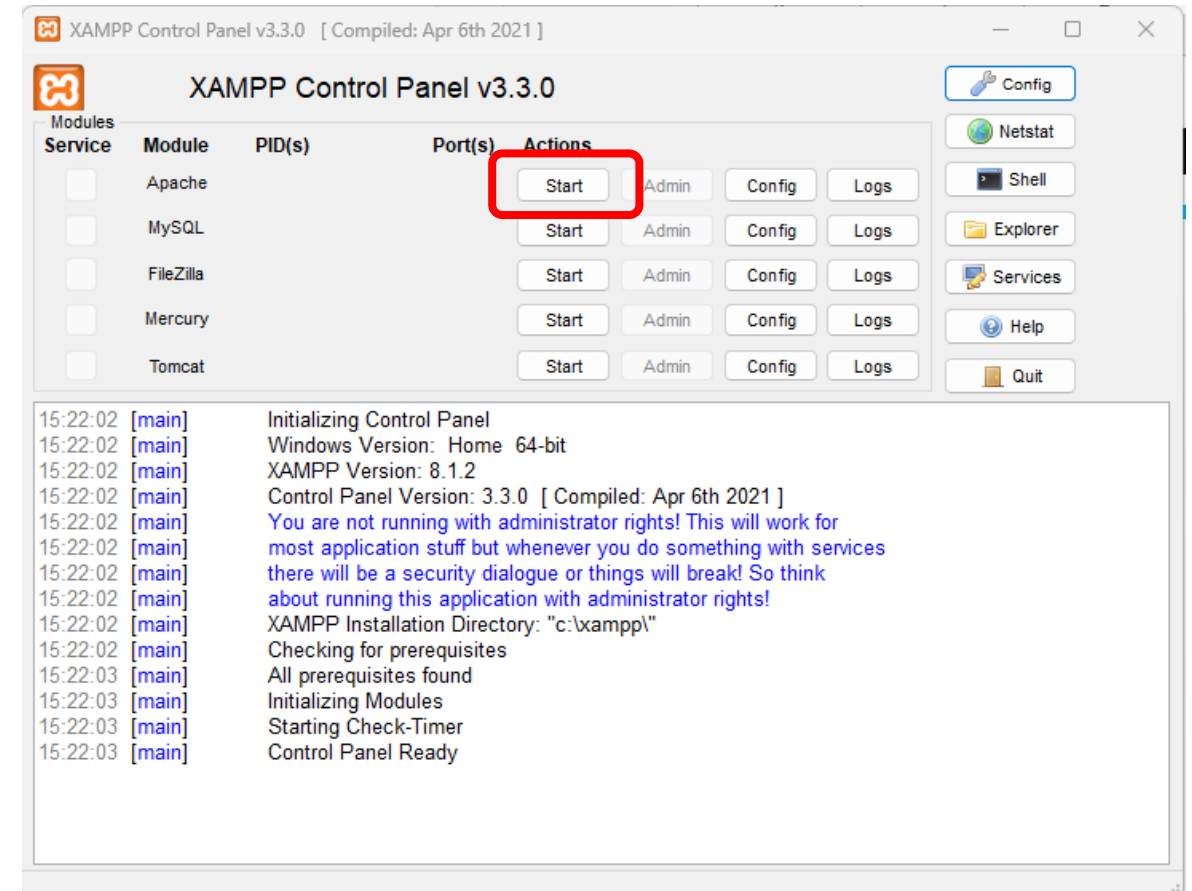 XAMPP Control Panel v3.3.0 [ Compiled: Apr 6th 2021 ]
XAMPP Control Panel v3.3.0
Config
Modules
Service Module PID(s) Port(s) Actions
Netstat
Apache Start Admin Config Logs
Shell
MySQL Start Admin Config Logs
Explorer
FileZilla Start Admin Config Logs
Services
Mercury Start Admin Config Logs
Help
Tomcat Start Admin Config Logs
Quit
15:22:02 [main] Initializing Control Panel
15:22:02 [main] Windows Version: Home 64-bit
15:22:02 [main] XAMPP Version: 8.1.2
15:22:02 [main] Control Panel Version: 3.3.0 [ Compiled: Apr 6th 2021 ]
15:22:02 [main] You are not running with administrator rights! This will work for
15:22:02 [main] most application stuff but whenever you do something with services
15:22:02 [main] there will be a security dialogue or things will break! So think
15:22:02 [main] about running this application with administrator rights!
15:22:02 [main] XAMPP Installation Directory: "c:\xampp\"
15:22:02 [main] Checking for prerequisites
15:22:03 [main] All prerequisites found
15:22:03 [main] Initializing Modules
15:22:03 [main] Starting Check-Timer
15:22:03 [main] Control Panel Ready